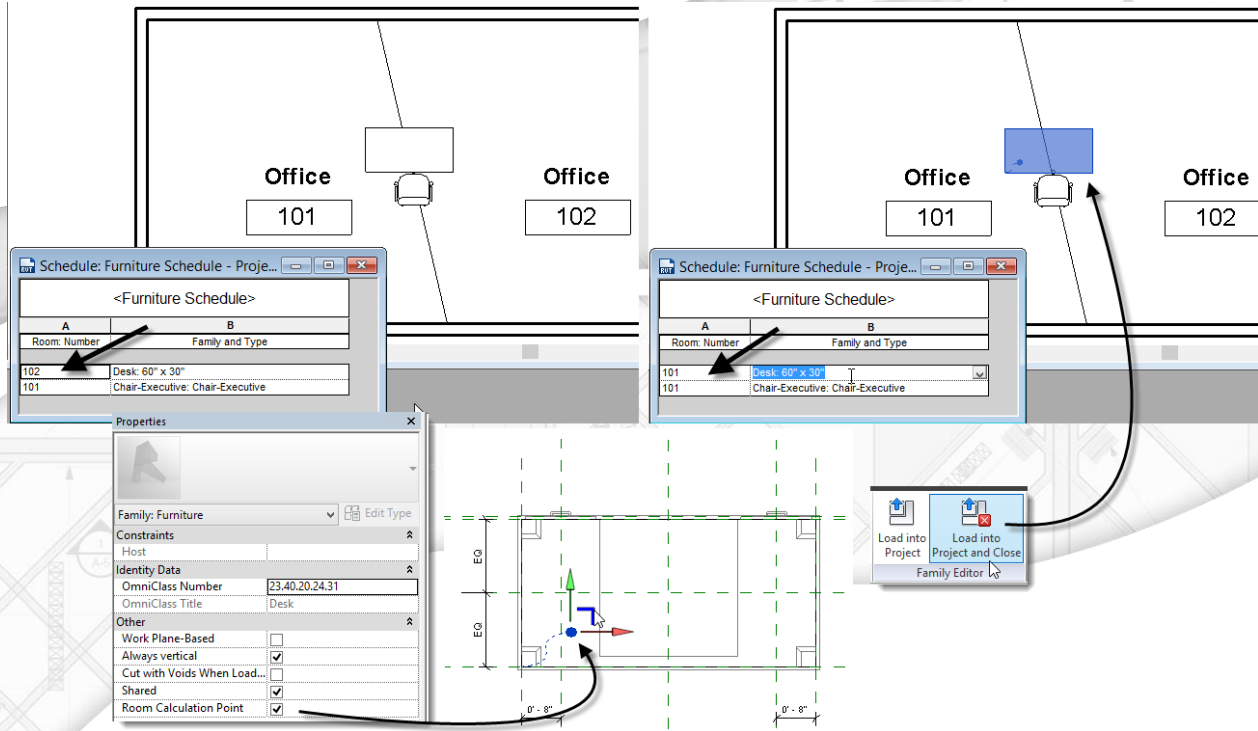 Office
Office
101
102
Schedule: Furniture Schedule - Proje...
<Furniture Schedule>
A B
Room: Number Family and Type
102 Desk: 60" x 30"
101 Chair-Executive: Chair-Executive
Office
Office
101
102
Schedule: Furniture Schedule - Proje...
<Furniture Schedule>
A B
Room: Number Family and Type
101 Desk: 60" x 30"
101 Chair-Executive: Chair-Executive
Properties
Family: Furniture Edit Type
Constraints
Host
Identity Data
OmniClass Number 23.40.20.24.31
OmniClass Title Desk
Other
Work Plane-Based
Always vertical
Cut with Voids When Load...
Shared
Room Calculation Point
EQ
EQ
0' - 8"
0' - 8"
Load into
Project
Load into
Project and Close
Family Editor